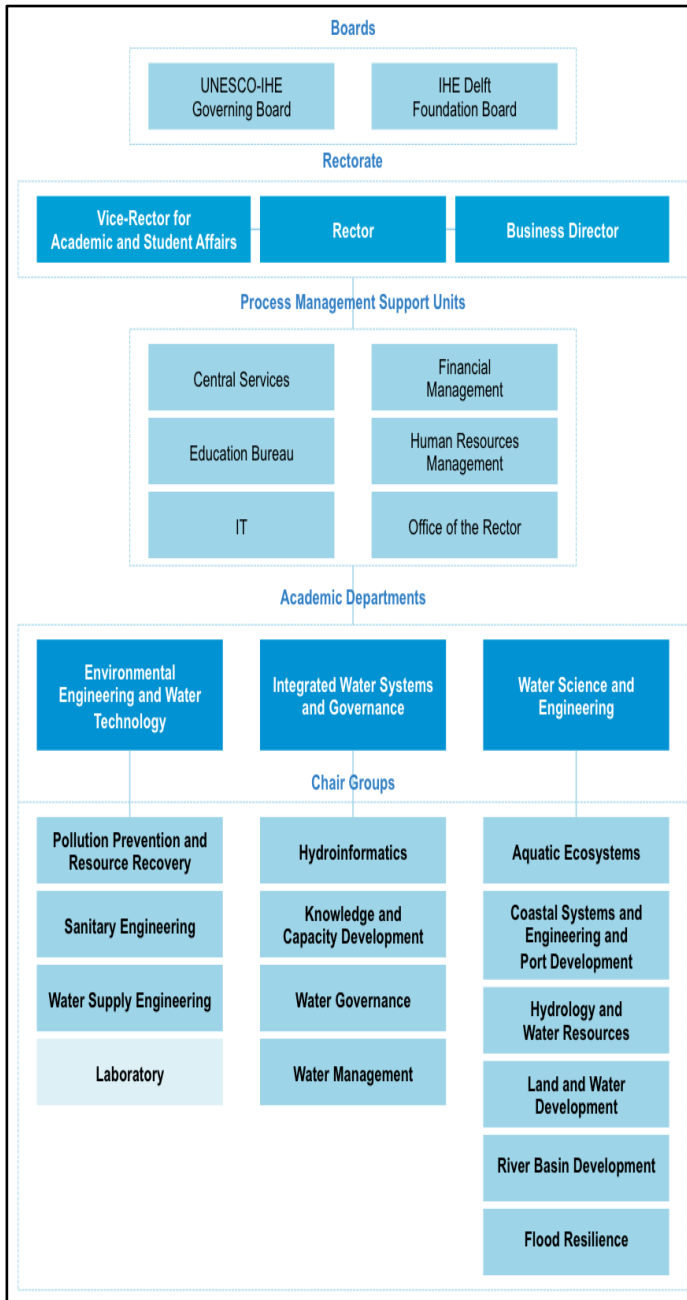 Boards
UNESCO-IHE
Governing Board
IHE Delft
Foundation Board
Rectorate
Vice-Rector for
Academic and Student Affairs
Rector
Business Director
Process Management Support Units
Central Services
Financial
Management
Education Bureau
Human Resources
Management
IT
Office of the Rector
Academic Departments
Environmental
Engineering and Water
Technology
Integrated Water Systems
and Governance
Water Science and
Engineering
Chair Groups
Pollution Prevention and
Resource Recovery
Sanitary Engineering
Water Supply Engineering
Laboratory
Hydroinformatics
Knowledge and
Capacity Development
Water Governance
Water Management
Aquatic Ecosystems
Coastal Systems and
Engineering and
Port Development
Hydrology and
Water Resources
Land and Water
Development
River Basin Development
Flood Resilience